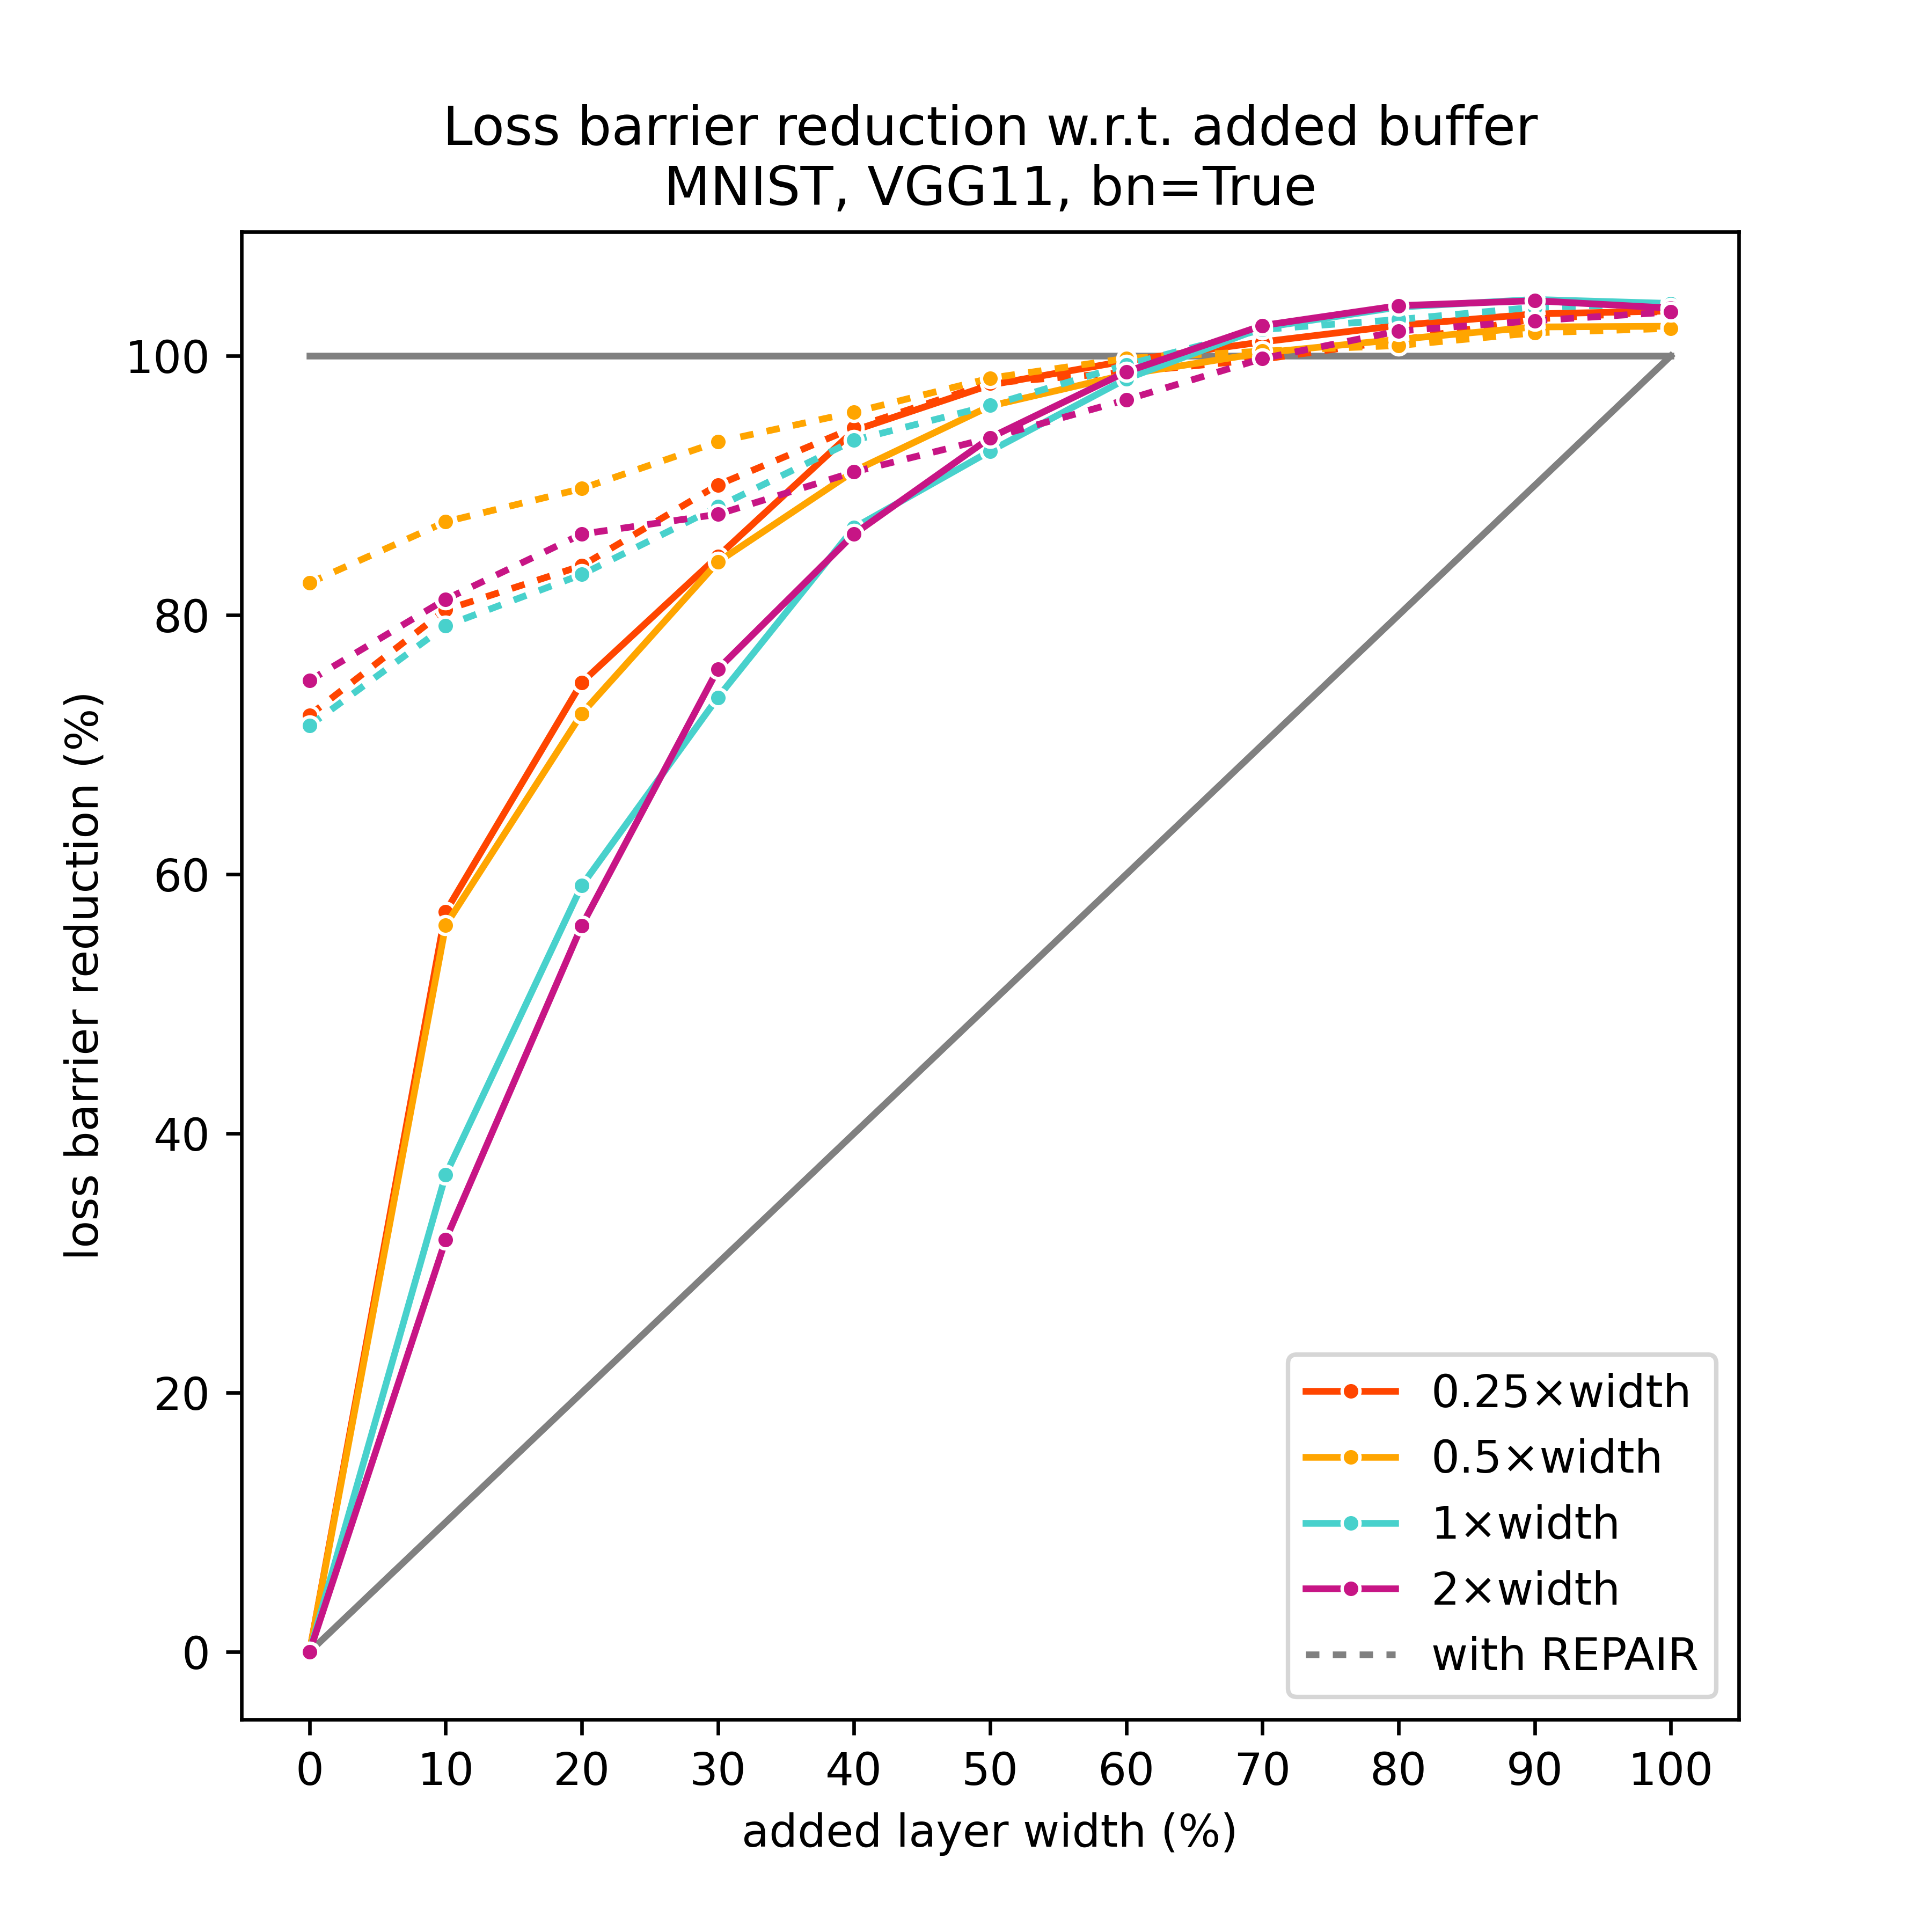 Loss barrier reduction w.r.t. added buffer
MNIST, VGG11, bn=True
loss barrier reduction (%)
100
80
60
40
20
0
0 10 20 30 40 50 60 70 80 90 100
added layer width (%)
0.25×width
0.5×width
1×width
2×width
with REPAIR